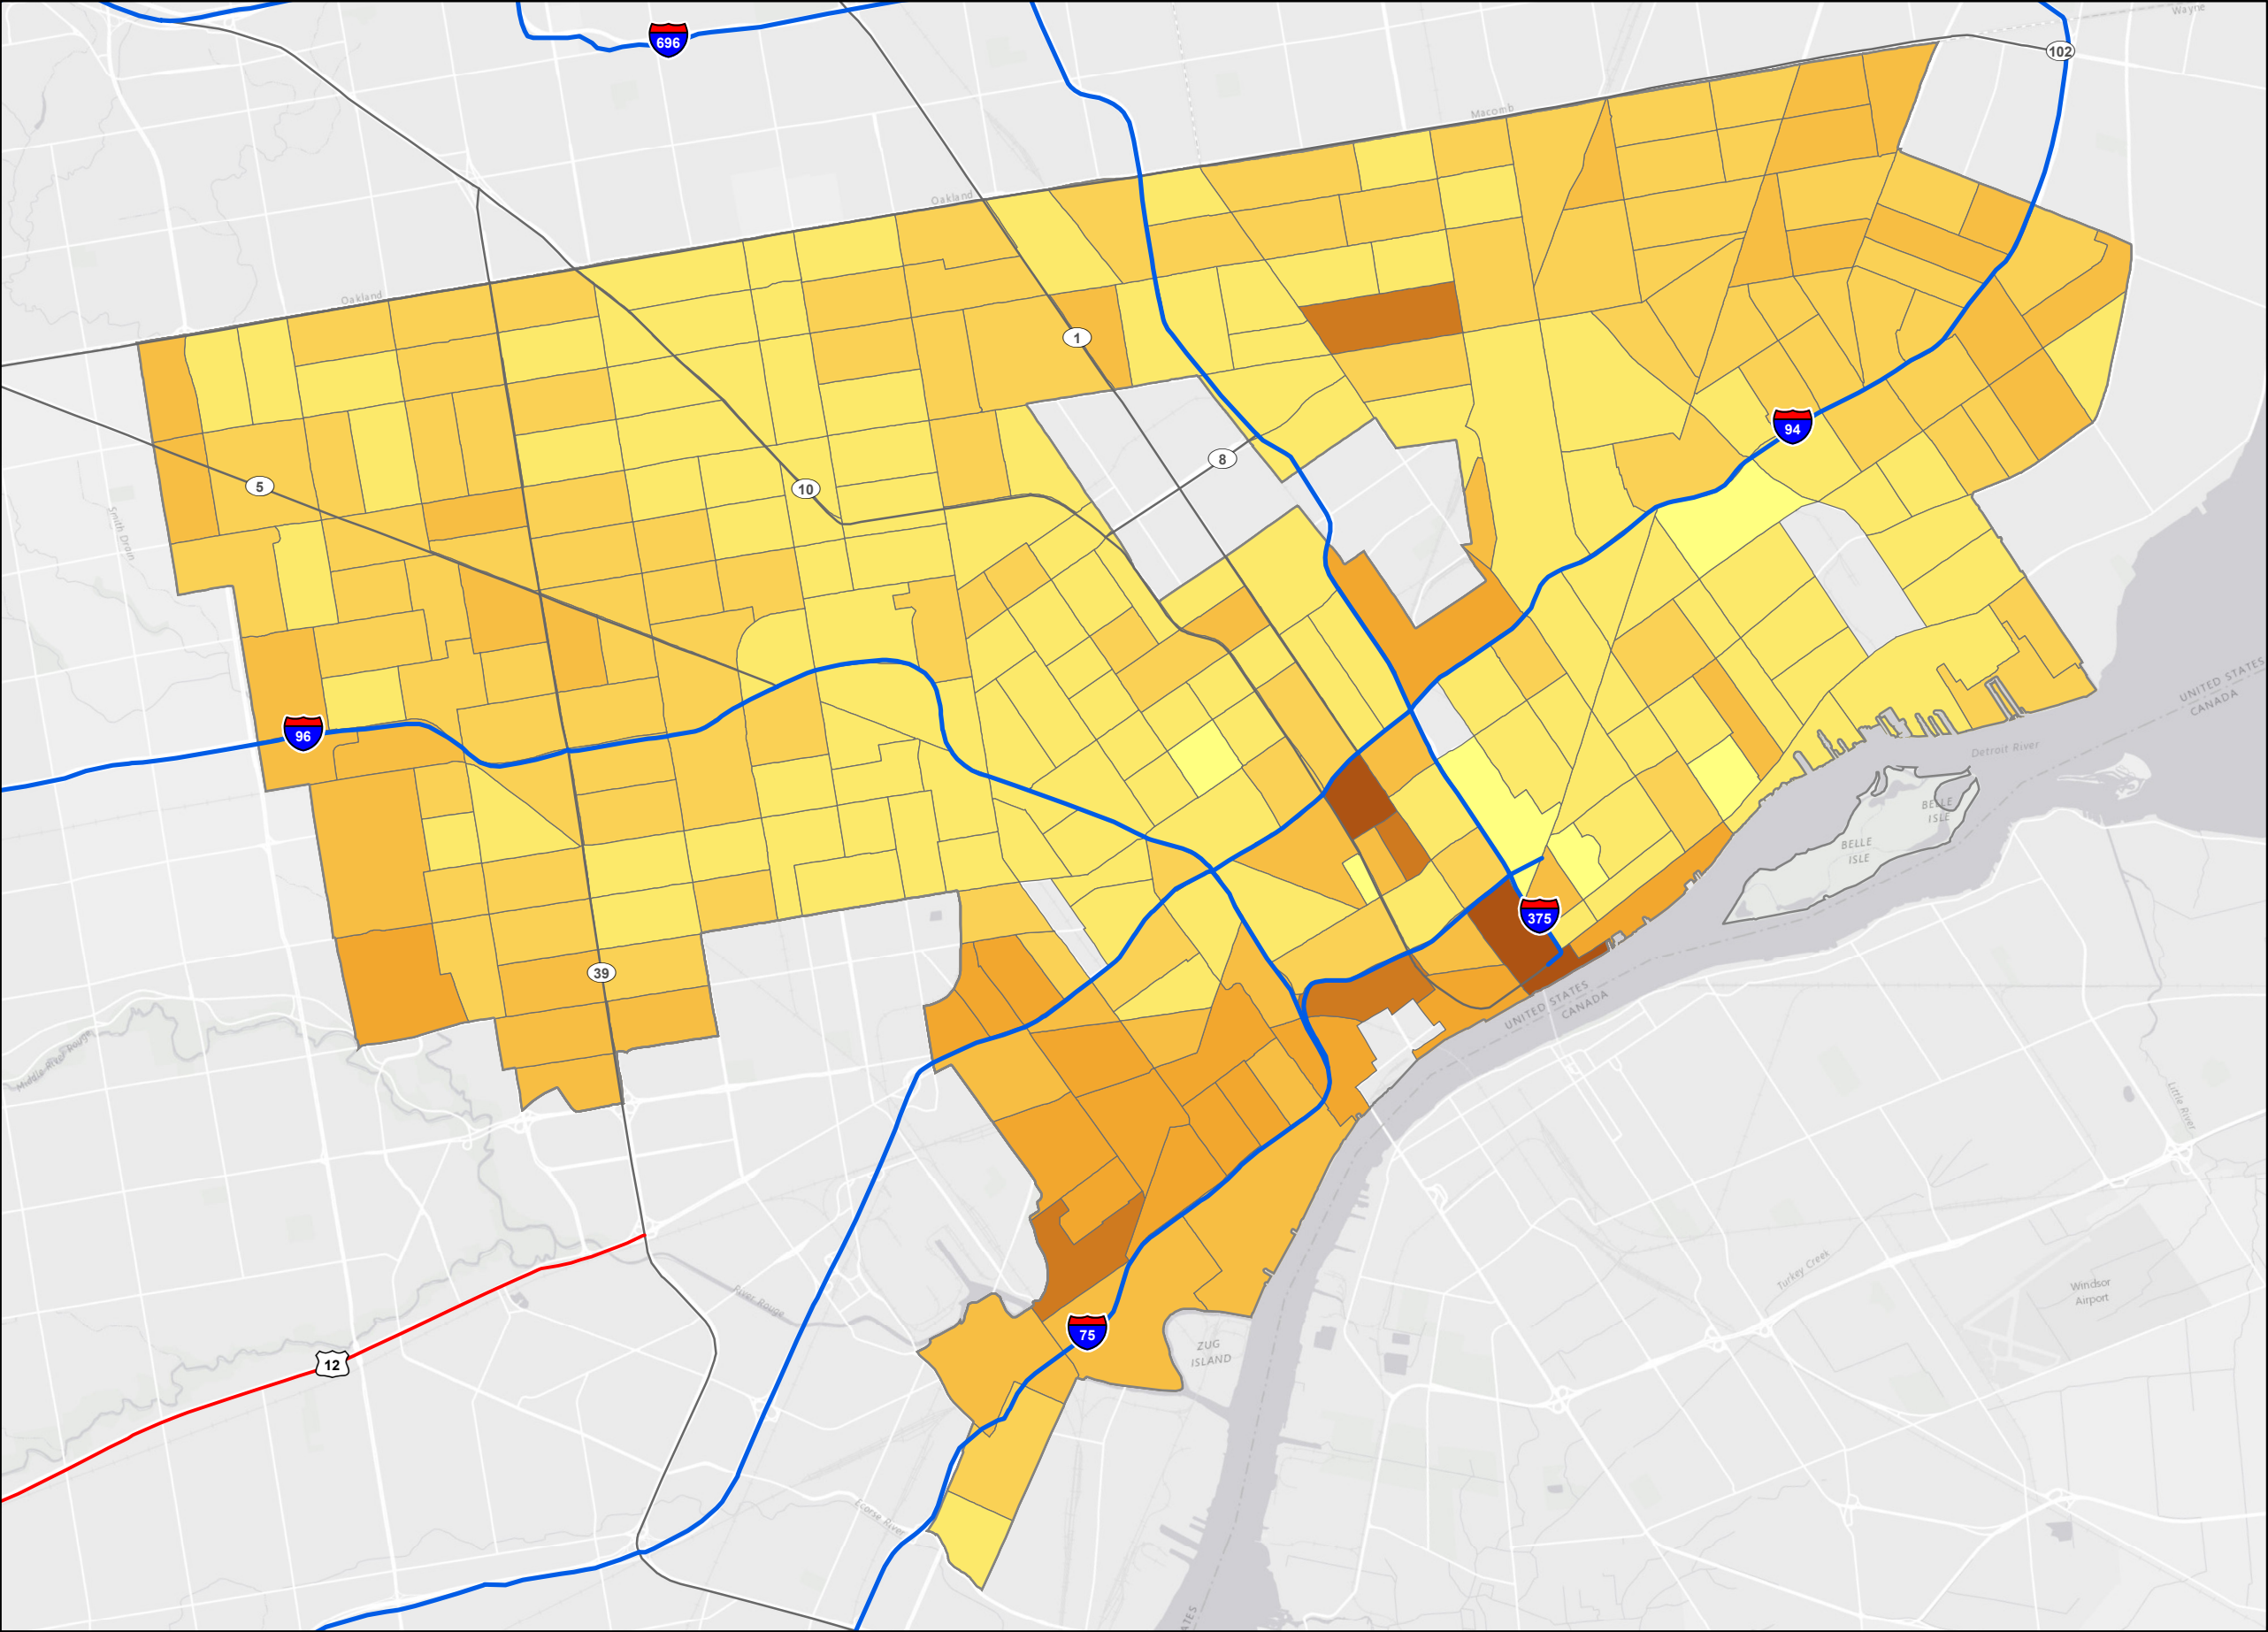 Wayne
696
102
Macomb
Oakland
Oakland
1
94
8
5
10
Smith Drain
UNITED STATES
CANADA
96
Detroit River
BELLE
ISLE
BELLE
ISLE
375
39
UNITED STATES
CANADA
Middle River Rouge
Little River
Turkey Creek
Windsor
Airport
River Rouge
75
ZUG
ISLAND
12
Ecorse River